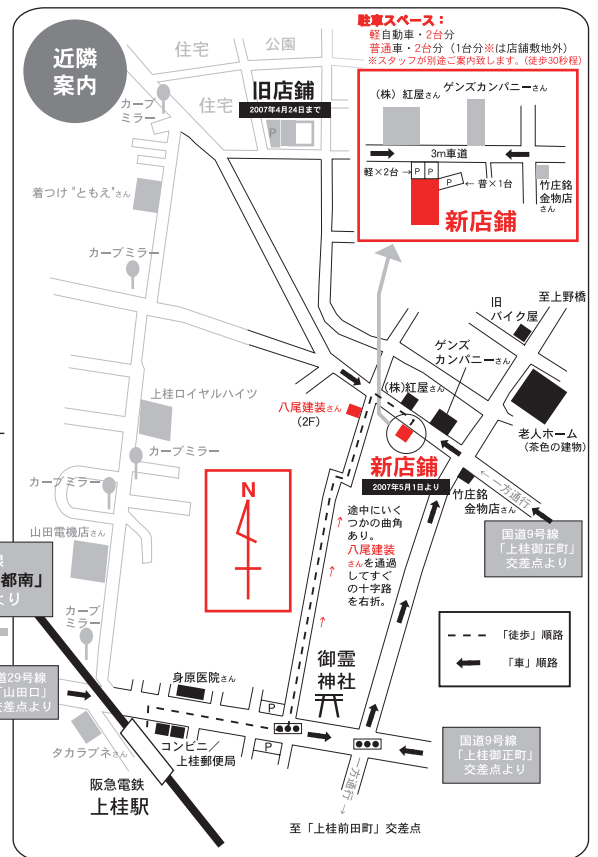 近隣
案内
駐車スペース：
軽自動車・2台分
普通車・2台分（1台分※は店舗敷地外）
※スタッフが別途ご案内致します。（徒歩30秒程）
住宅
公園
住宅
旧店舗
2007年4月24日まで
P
カーブ
ミラー
（株）紅屋さん
ゲンズカンパニーさん
3m車道
軽×2台→
P
P
P
←普×1台
竹庄銘
金物店
さん
新店舗
着つけ "ともえ"さん
カーブミラー
旧
バイク屋
至上野橋
ゲンズ
カンパニーさん
(株)紅屋さん
上桂ロイヤルハイツ
八尾建装さん
(2F)
老人ホーム
(茶色の建物)
カーブミラー
新店舗
2007年5月1日より
←一方通行
竹庄銘
金物店さん
カーブミラー
N
途中にいく
つかの曲角
あり。
八尾建装
さんを通過
してすぐ
の十字路
を右折。
↑
↑
↑
国道9号線
「上桂御正町」
交差点より
山田電機店さん
線
都南」
より
カーブ
ミラー
「徒歩」順路
「車」順路
御霊
神社
身原医院さん
道29号線
「山田口」
交差点より
P
P
コンビニ／
上桂郵便局
タカラブネさん
国道9号線
「上桂御正町」
交差点より
一方通行→
阪急電鉄
上桂駅
至「上桂前田町」交差点